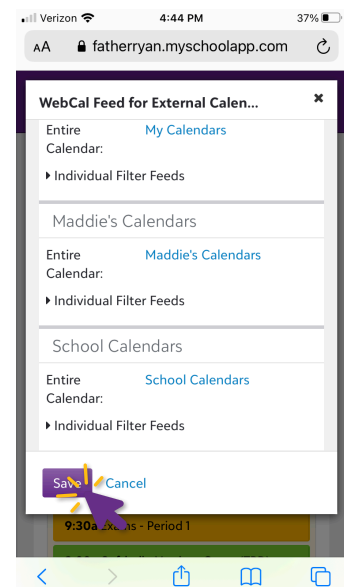 Verizon 4:44 PM 37%
AA fatherryan.myschoolapp.com
WebCal Feed for External Calen... ×
Entire My Calendars
Calendar:
Individual Filter Feeds
Maddie's Calendars
Entire Maddie's Calendars
Calendar:
Individual Filter Feeds
School Calendars
Entire School Calendars
Calendar:
Individual Filter Feeds
Save Cancel
9:30a Exams - Period 1